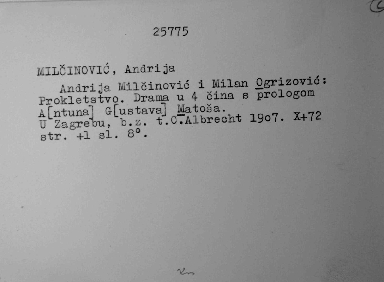 25775
MILČINOVIĆ, Andrija
Andrija Milčinović i Milan Ogrizović:
Prokletstvo. Drama u 4 čina s prologom
A[ntuna] G[ustava] Matoša.
U Zagrebu, b.z. t.C.Albrecht 1907. X+72
str. +1 sl. 8°.